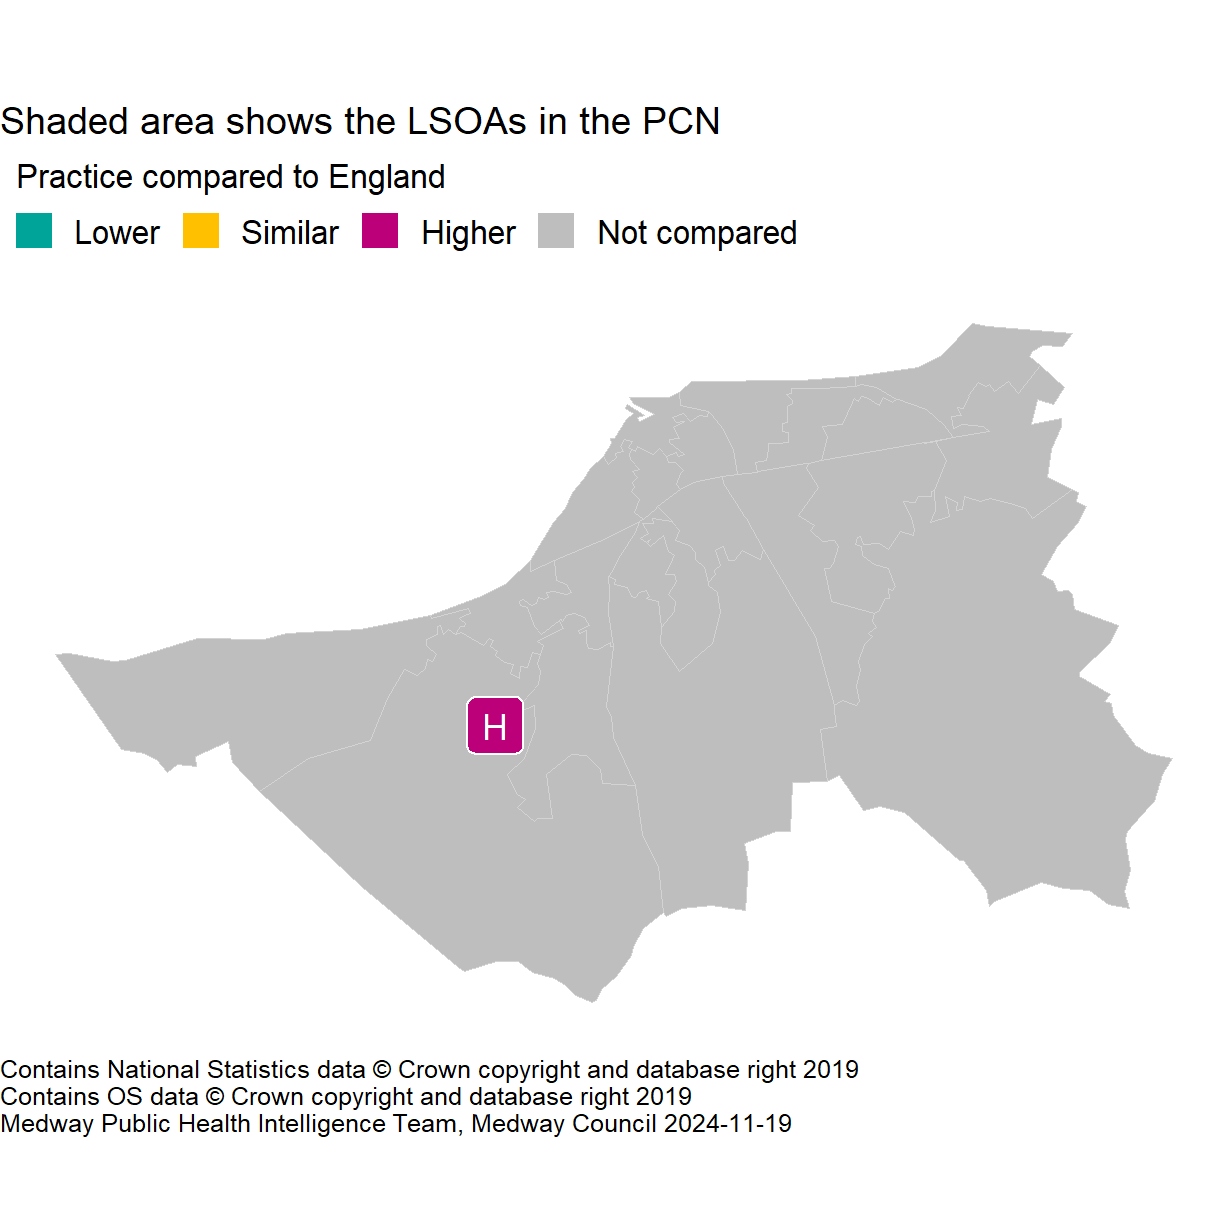 Shaded area shows the LSOAs in the PCN
Practice compared to England
Lower Similar Higher Not compared
H
Contains National Statistics data © Crown copyright and database right 2019
Contains OS data © Crown copyright and database right 2019
Medway Public Health Intelligence Team, Medway Council 2024-11-19